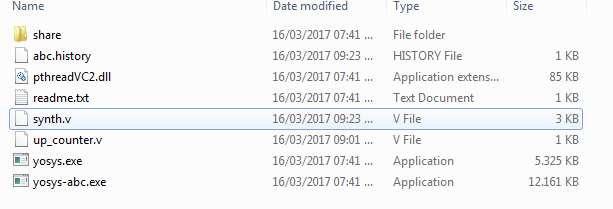 Name Date modified Type Size
share 16/03/2017 07:41 ... File folder
abc.history 16/03/2017 09:23 ... HISTORY File 1 KB
pthreadVC2.dll 16/03/2017 07:41 ... Application extens... 85 KB
readme.txt 16/03/2017 07:41 ... Text Document 1 KB
synth.v 16/03/2017 09:23 ... V File 3 KB
up_counter.v 16/03/2017 09:01 ... V File 1 KB
yosys.exe 16/03/2017 07:41 ... Application 5.325 KB
yosys-abc.exe 16/03/2017 07:41 ... Application 12.161 KB